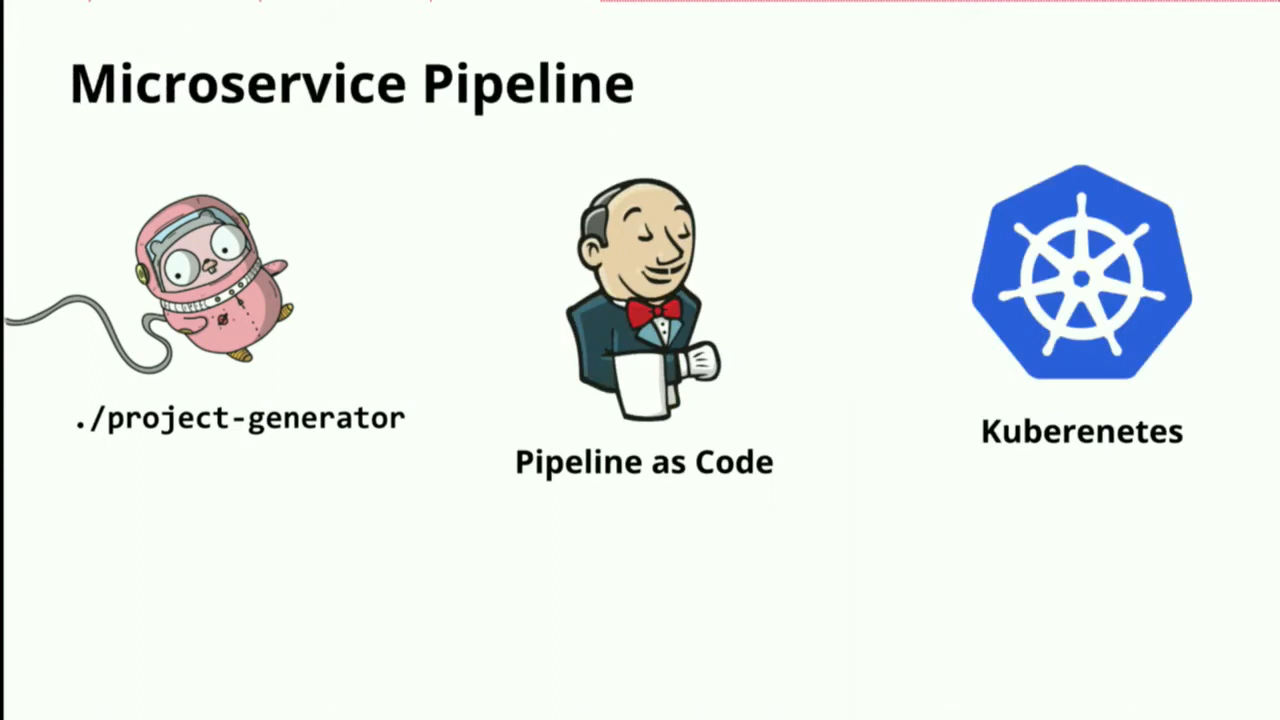 Microservice Pipeline
./project-generator
Pipeline as Code
Kuberenetes